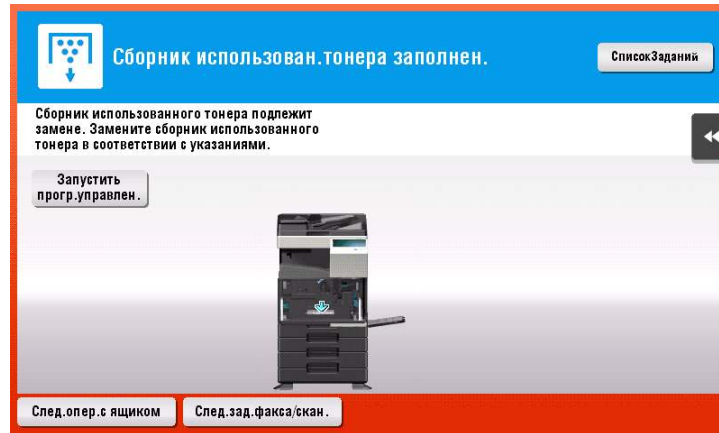 Сборник использован.тонера заполнен.
СписокЗаданий
Сборник использованного тонера подлежит
замене. Замените сборник использованного
тонера в соответствии с указаниями.
Запустить
прогр.управлен.
След.опер.с ящиком
След.зад.факса/скан.